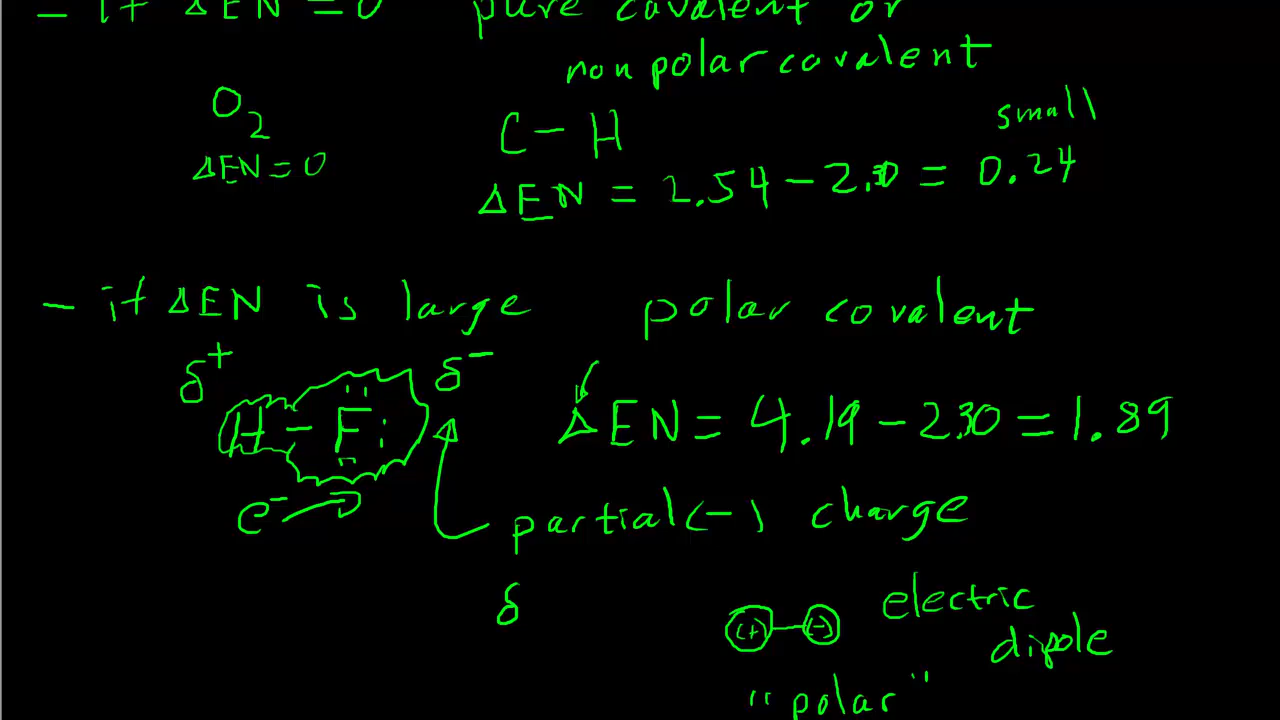 - if ΔEN = 0 pure covalent or
nonpolar covalent
O₂
ΔEN = 0
C – H
small
ΔEN = 2.54 – 2.30 = 0.24
- if ΔEN is large polar covalent
δ⁺ δ⁻
H – F
ΔEN = 4.19 – 2.30 = 1.89
e⁻
partial (–) charge
δ
(+) (–) electric
dipole
"polar"